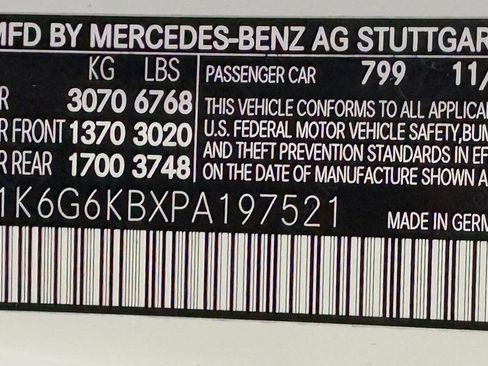 MFD BY MERCEDES-BENZ AG STUTTGAR
KG LBS PASSENGER CAR 799 11/
R 3070 6768 THIS VEHICLE CONFORMS TO ALL APPLICA
R FRONT 1370 3020 U.S. FEDERAL MOTOR VEHICLE SAFETY, BUM
R REAR 1700 3748 AND THEFT PREVENTION STANDARDS IN EF
ON THE DATE OF MANUFACTURE SHOWN A
1K6G6KBXPA197521 MADE IN GERM